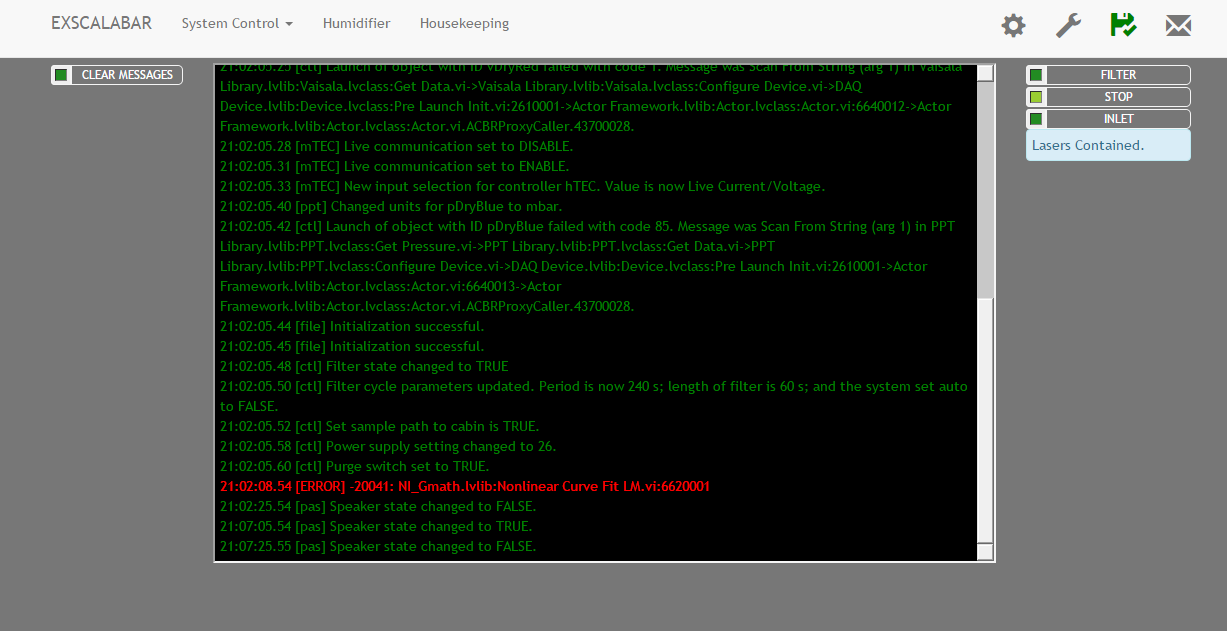 EXSCALABAR
System Control
Humidifier
Housekeeping
CLEAR MESSAGES
21:02:05.25 [ctl] Launch of object with ID vDryRed failed with code 1. Message was Scan From String (arg 1) in Vaisala
Library.lvlib:Vaisala.lvclass:Get Data.vi->Vaisala Library.lvlib:Vaisala.lvclass:Configure Device.vi->DAQ
Device.lvlib:Device.lvclass:Pre Launch Init.vi:2610001->Actor Framework.lvlib:Actor.lvclass:Actor.vi:6640012->Actor
Framework.lvlib:Actor.lvclass:Actor.vi.ACBRProxyCaller.43700028.
21:02:05.28 [mTEC] Live communication set to DISABLE.
21:02:05.31 [mTEC] Live communication set to ENABLE.
21:02:05.33 [mTEC] New input selection for controller hTEC. Value is now Live Current/Voltage.
21:02:05.40 [ppt] Changed units for pDryBlue to mbar.
21:02:05.42 [ctl] Launch of object with ID pDryBlue failed with code 85. Message was Scan From String (arg 1) in PPT
Library.lvlib:PPT.lvclass:Get Pressure.vi->PPT Library.lvlib:PPT.lvclass:Get Data.vi->PPT
Library.lvlib:PPT.lvclass:Configure Device.vi->DAQ Device.lvlib:Device.lvclass:Pre Launch Init.vi:2610001->Actor
Framework.lvlib:Actor.lvclass:Actor.vi:6640013->Actor
Framework.lvlib:Actor.lvclass:Actor.vi.ACBRProxyCaller.43700028.
21:02:05.44 [file] Initialization successful.
21:02:05.45 [file] Initialization successful.
21:02:05.48 [ctl] Filter state changed to TRUE
21:02:05.50 [ctl] Filter cycle parameters updated. Period is now 240 s; length of filter is 60 s; and the system set auto
to FALSE.
21:02:05.52 [ctl] Set sample path to cabin is TRUE.
21:02:05.58 [ctl] Power supply setting changed to 26.
21:02:05.60 [ctl] Purge switch set to TRUE.
21:02:08.54 [ERROR] -20041: NI_Gmath.lvlib:Nonlinear Curve Fit LM.vi:6620001
21:02:25.54 [pas] Speaker state changed to FALSE.
21:07:05.54 [pas] Speaker state changed to TRUE.
21:07:25.55 [pas] Speaker state changed to FALSE.
FILTER
STOP
INLET
Lasers Contained.